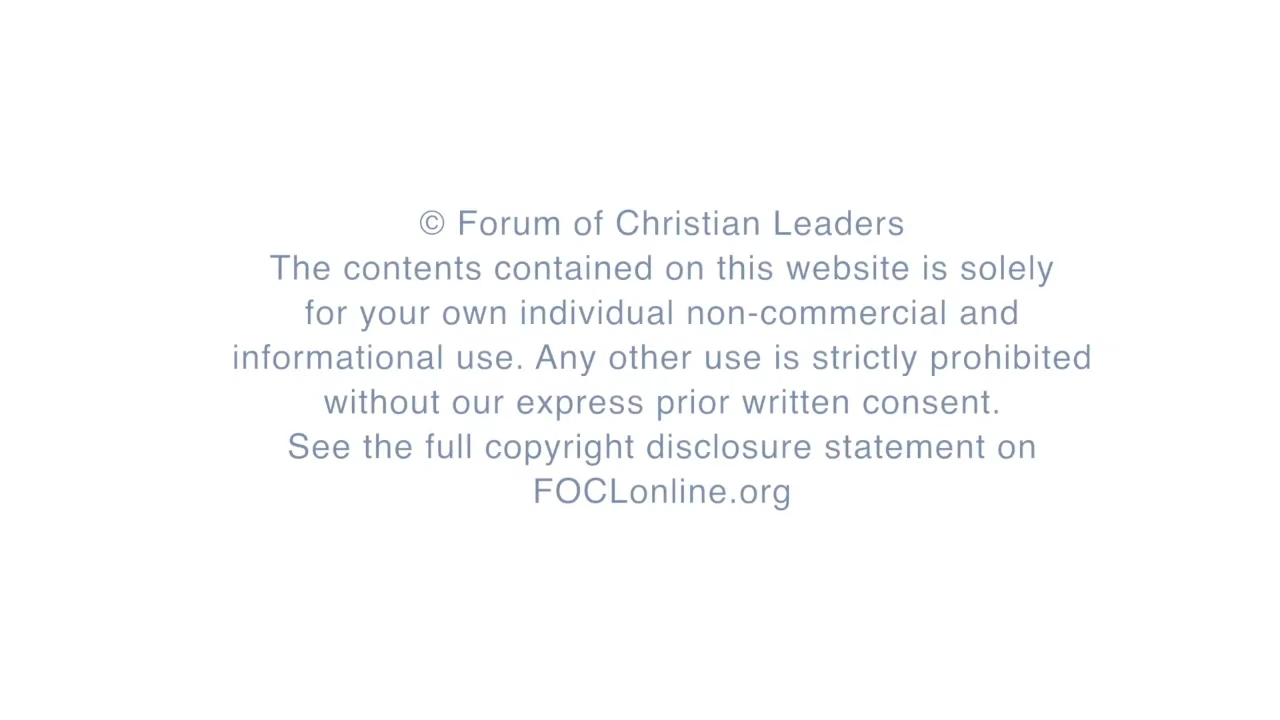 © Forum of Christian Leaders
The contents contained on this website is solely
for your own individual non-commercial and
informational use. Any other use is strictly prohibited
without our express prior written consent.
See the full copyright disclosure statement on
FOCLonline.org